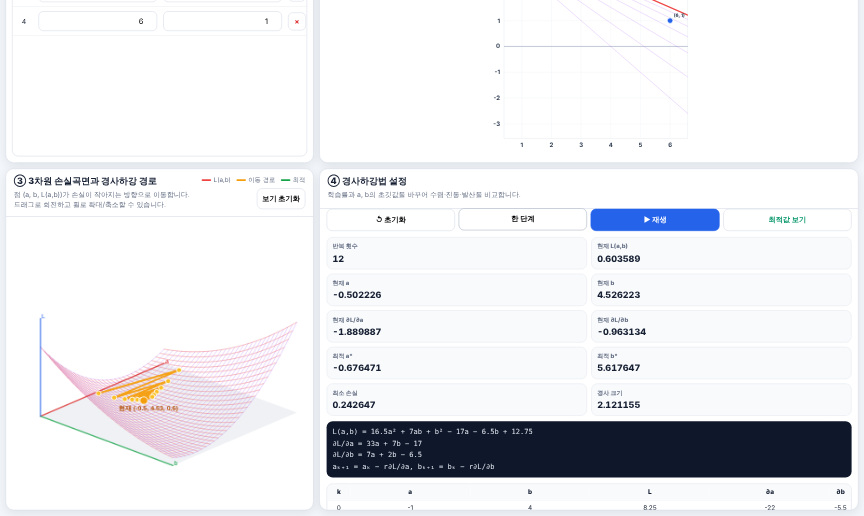 4 6 1 ×
1
0
-1
-2
-3
1 2 3 4 5 6
③ 3차원 손실곡면과 경사하강 경로
L(a,b) 이동 경로 최적
점 (a, b, L(a,b))가 손실이 작아지는 방향으로 이동합니다.
드래그로 회전하고 휠로 확대/축소할 수 있습니다.
보기 초기화
L
b
현재 (-0.5, 4.53, 0.6)
④ 경사하강법 설정
학습률과 a, b의 초깃값을 바꾸어 수렴·진동·발산을 비교합니다.
↺ 초기화 한 단계 ▶ 재생 최적값 보기
반복 횟수
12
현재 L(a,b)
0.603589
현재 a
-0.502226
현재 b
4.526223
현재 ∂L/∂a
-1.889887
현재 ∂L/∂b
-0.963134
최적 a*
-0.676471
최적 b*
5.617647
최소 손실
0.242647
경사 크기
2.121155
L(a,b) = 16.5a² + 7ab + b² − 17a − 6.5b + 12.75
∂L/∂a = 33a + 7b − 17
∂L/∂b = 7a + 2b − 6.5
aₖ₊₁ = aₖ − r∂L/∂a, bₖ₊₁ = bₖ − r∂L/∂b
k a b L ∂a ∂b
0 -1 4 8.25 -22 -5.5